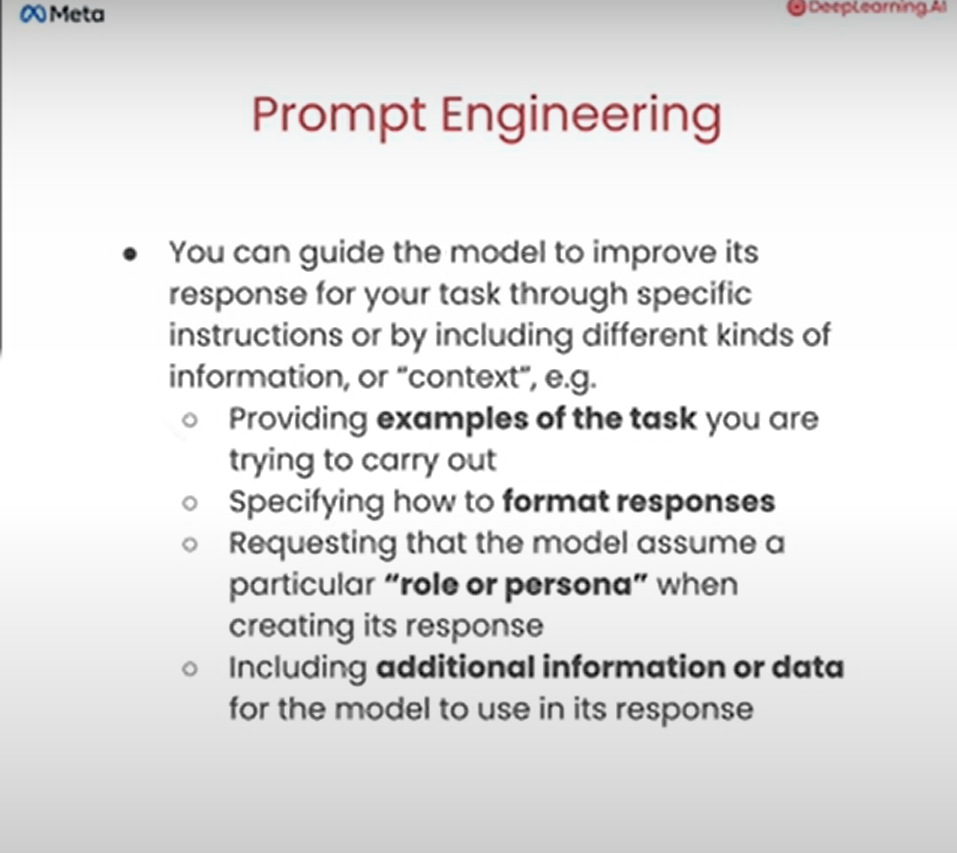 Meta
DeepLearning.AI
Prompt Engineering
● You can guide the model to improve its
response for your task through specific
instructions or by including different kinds of
information, or “context”, e.g.
○ Providing examples of the task you are
trying to carry out
○ Specifying how to format responses
○ Requesting that the model assume a
particular “role or persona” when
creating its response
○ Including additional information or data
for the model to use in its response